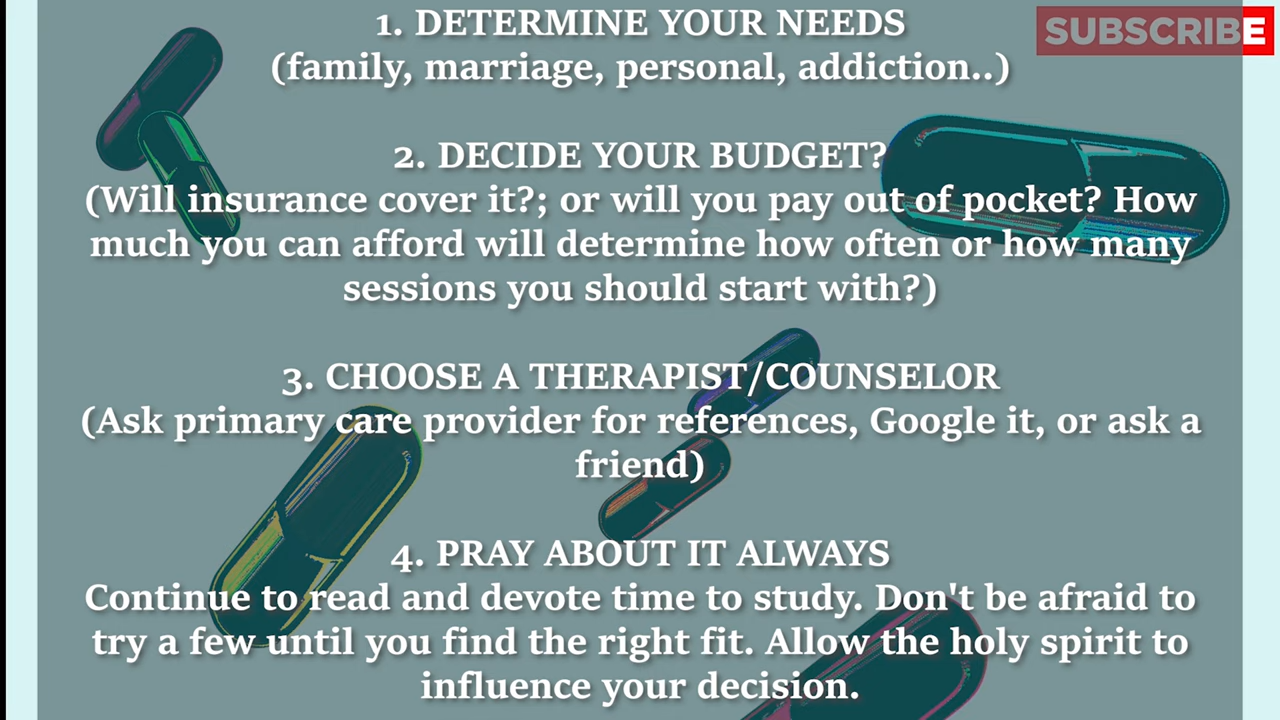 SUBSCRIBE
1. DETERMINE YOUR NEEDS
(family, marriage, personal, addiction..)
2. DECIDE YOUR BUDGET?
(Will insurance cover it?; or will you pay out of pocket? How
much you can afford will determine how often or how many
sessions you should start with?)
3. CHOOSE A THERAPIST/COUNSELOR
(Ask primary care provider for references, Google it, or ask a
friend)
4. PRAY ABOUT IT ALWAYS
Continue to read and devote time to study. Don't be afraid to
try a few until you find the right fit. Allow the holy spirit to
influence your decision.